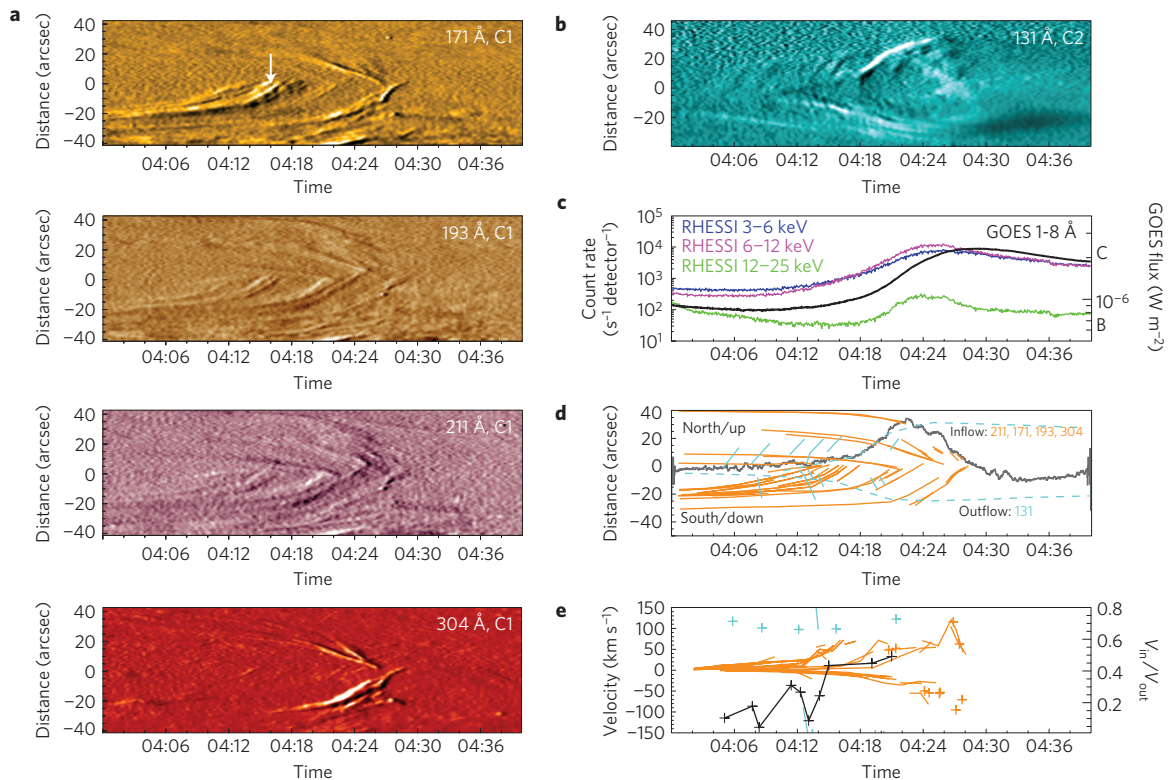 a
171 Å, C1
Distance (arcsec)
40
20
0
−20
−40
04:06 04:12 04:18 04:24 04:30 04:36
Time
193 Å, C1
Distance (arcsec)
40
20
0
−20
−40
04:06 04:12 04:18 04:24 04:30 04:36
Time
211 Å, C1
Distance (arcsec)
40
20
0
−20
−40
04:06 04:12 04:18 04:24 04:30 04:36
Time
304 Å, C1
Distance (arcsec)
40
20
0
−20
−40
04:06 04:12 04:18 04:24 04:30 04:36
Time
b
131 Å, C2
Distance (arcsec)
40
20
0
−20
04:06 04:12 04:18 04:24 04:30 04:36
Time
c
RHESSI 3–6 keV
RHESSI 6–12 keV
RHESSI 12–25 keV
GOES 1-8 Å
Count rate
(s⁻¹ detector⁻¹)
10⁵
10⁴
10³
10²
10¹
C
10⁻⁶
B
GOES flux (W m⁻²)
04:06 04:12 04:18 04:24 04:30 04:36
Time
d
North/up
Inflow: 211, 171, 193, 304
South/down
Outflow: 131
Distance (arcsec)
40
20
0
−20
−40
04:06 04:12 04:18 04:24 04:30 04:36
Time
e
Velocity (km s⁻¹)
150
100
50
0
−50
−100
−150
0.8
0.6
0.4
0.2
V_in/V_out
04:06 04:12 04:18 04:24 04:30 04:36
Time